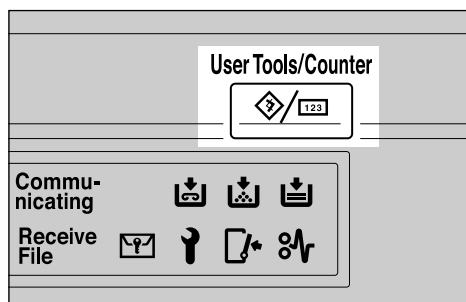 User Tools/Counter
123
Commu-
nicating
Receive
File